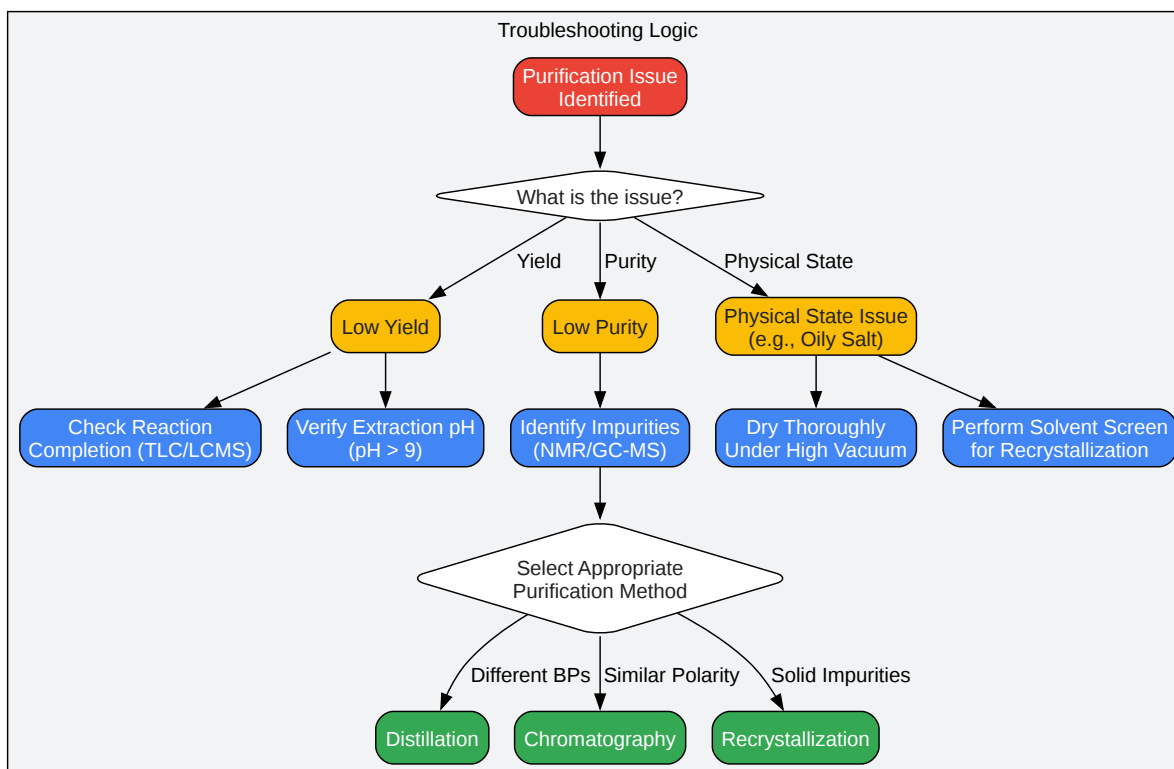 Troubleshooting Logic
Purification Issue
Identified
What is the issue?
Yield
Purity
Physical State
Low Yield
Low Purity
Physical State Issue
(e.g., Oily Salt)
Check Reaction
Completion (TLC/LCMS)
Verify Extraction pH
(pH > 9)
Identify Impurities
(NMR/GC-MS)
Dry Thoroughly
Under High Vacuum
Perform Solvent Screen
for Recrystallization
Select Appropriate
Purification Method
Different BPs
Similar Polarity
Solid Impurities
Distillation
Chromatography
Recrystallization